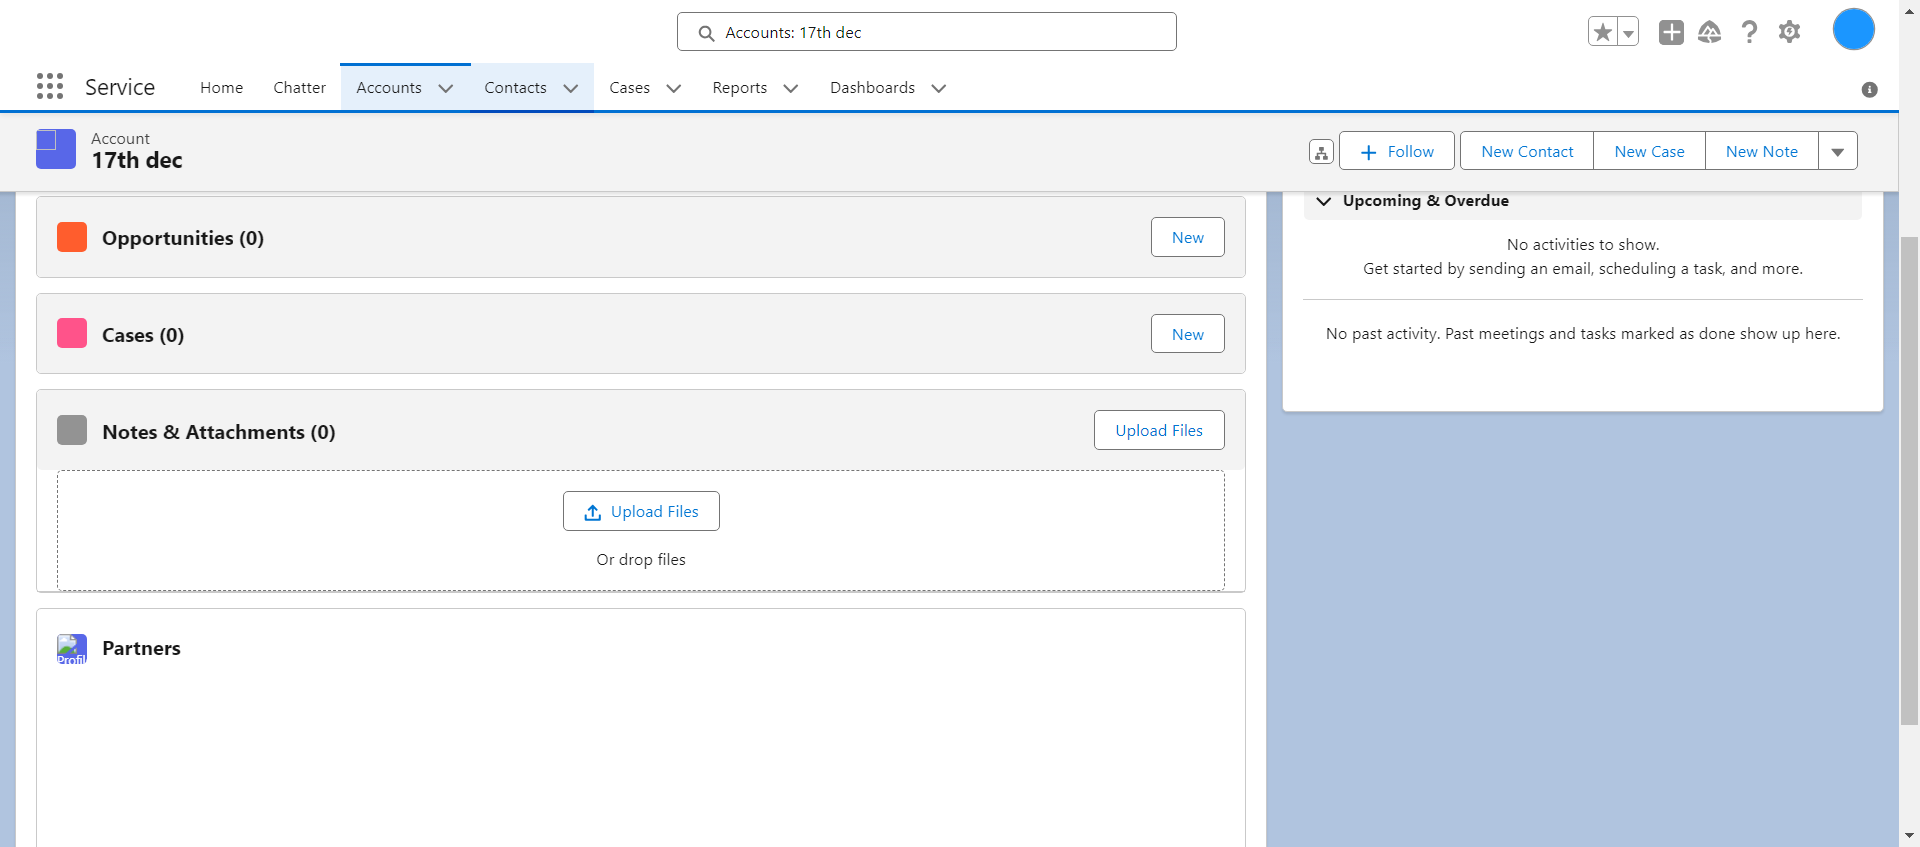 Accounts: 17th dec
Service
Home
Chatter
Accounts
Contacts
Cases
Reports
Dashboards
Account
17th dec
Follow
New Contact
New Case
New Note
Opportunities (0)
New
Cases (0)
New
Notes & Attachments (0)
Upload Files
Upload Files
Or drop files
Partners
Upcoming & Overdue
No activities to show.
Get started by sending an email, scheduling a task, and more.
No past activity. Past meetings and tasks marked as done show up here.